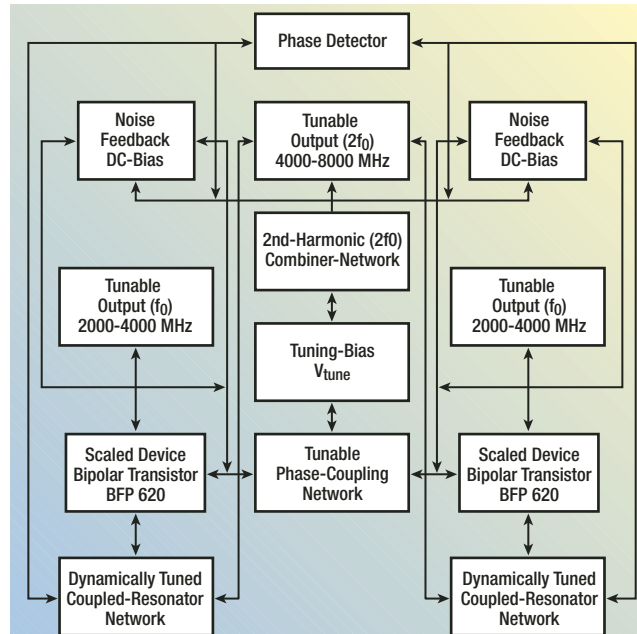 Phase Detector
Noise
Feedback
DC-Bias
Tunable
Output (2f₀)
4000-8000 MHz
Noise
Feedback
DC-Bias
2nd-Harmonic (2f0)
Combiner-Network
Tunable
Output (f₀)
2000-4000 MHz
Tuning-Bias
Vtune
Tunable
Output (f₀)
2000-4000 MHz
Scaled Device
Bipolar Transistor
BFP 620
Tunable
Phase-Coupling
Network
Scaled Device
Bipolar Transistor
BFP 620
Dynamically Tuned
Coupled-Resonator
Network
Dynamically Tuned
Coupled-Resonator
Network